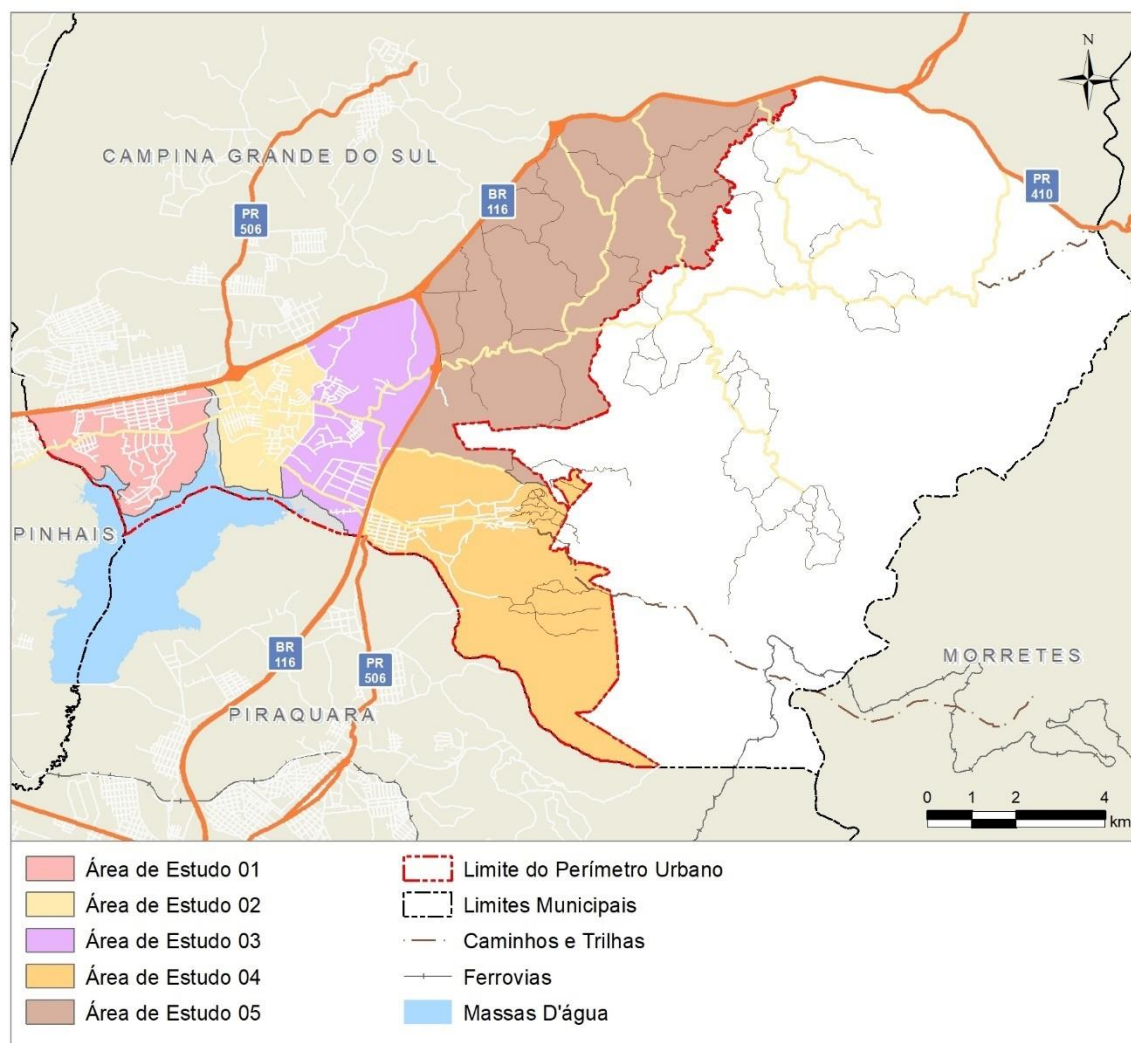 N
CAMPINA GRANDE DO SUL
PR
410
BR
116
PR
506
PINHAIS
BR
116
PR
506
MORRETES
PIRAQUARA
0 1 2 4
km
Área de Estudo 01
Área de Estudo 02
Área de Estudo 03
Área de Estudo 04
Área de Estudo 05
Limite do Perímetro Urbano
Limites Municipais
Caminhos e Trilhas
Ferrovias
Massas D'água